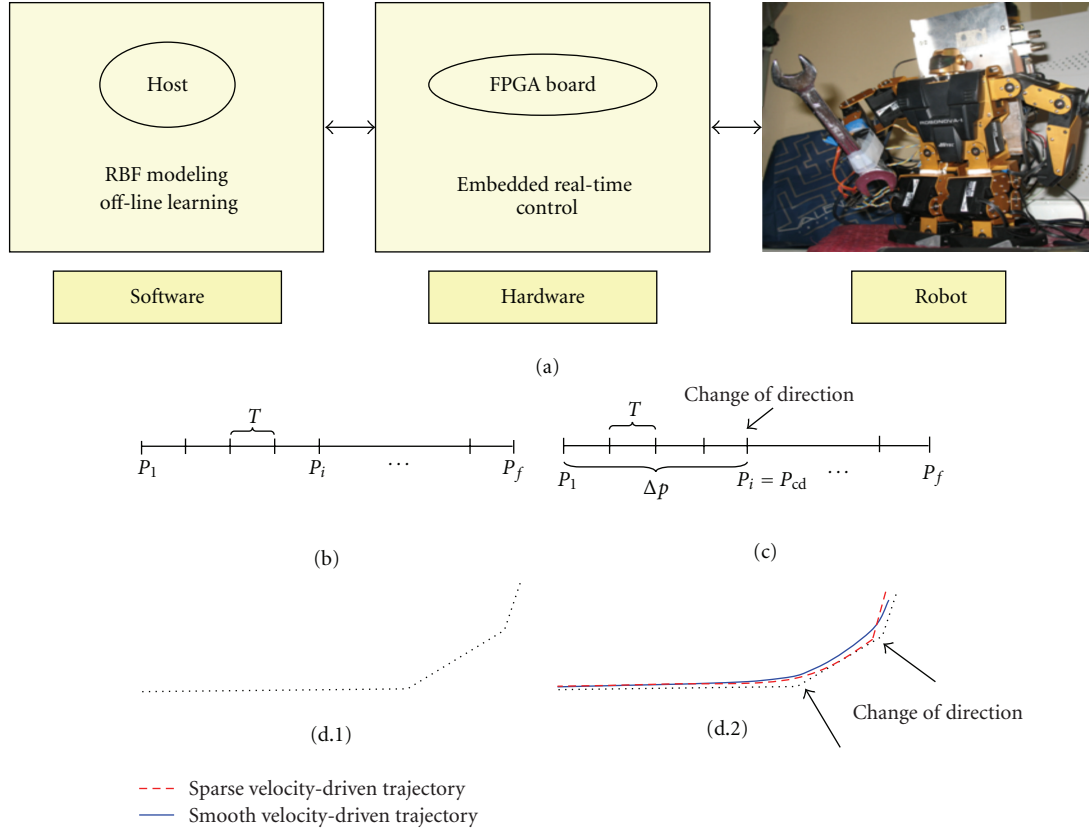 Host
RBF modeling
off-line learning
FPGA board
Embedded real-time
control
ROBONOVA-1
Software
Hardware
Robot
(a)
T
P1
Pi
⋯
Pf
(b)
Change of direction
T
P1
Δp
Pi = Pcd
⋯
Pf
(c)
(d.1)
Change of direction
(d.2)
Sparse velocity-driven trajectory
Smooth velocity-driven trajectory